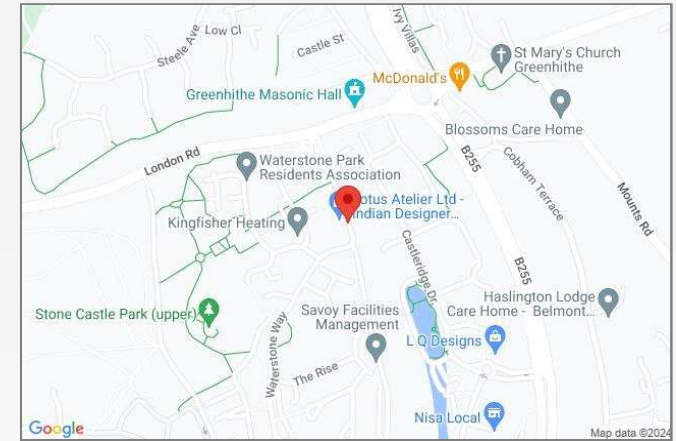 Ivy Villas
Low Cl
Steele Ave
Castle St
St Mary's Church
Greenhithe
McDonald's
Greenhithe Masonic Hall
Blossoms Care Home
London Rd
B255
Cobham Terrace
Mounts Rd
Waterstone Park
Residents Association
otus Atelier Ltd -
Indian Designer...
Kingfisher Heating
Castleridge Dr
B255
Haslington Lodge
Care Home - Belmont...
Stone Castle Park (upper)
Savoy Facilities
Management
Waterstone Way
L Q Designs
The Rise
Nisa Local
Google
Map data ©2024